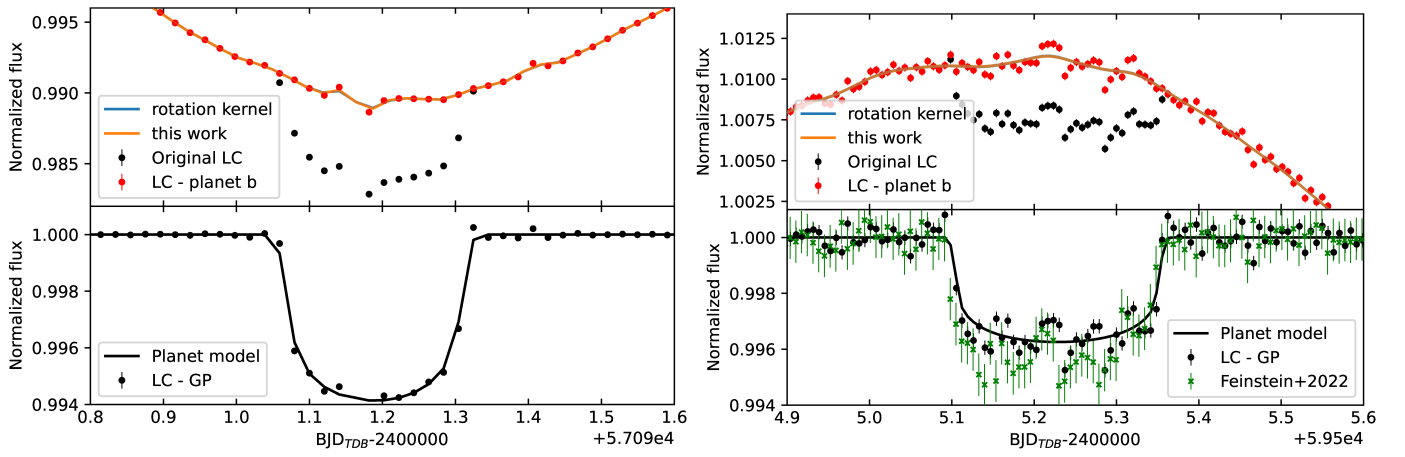 0.995
0.990
0.985
Normalized flux
rotation kernel
this work
Original LC
LC - planet b
1.000
0.998
0.996
0.994
Normalized flux
Planet model
LC - GP
0.8 0.9 1.0 1.1 1.2 1.3 1.4 1.5 1.6
BJD_TDB-2400000
+5.709e4
1.0125
1.0100
1.0075
1.0050
1.0025
Normalized flux
rotation kernel
this work
Original LC
LC - planet b
1.000
0.998
0.996
0.994
Normalized flux
Planet model
LC - GP
Feinstein+2022
4.9 5.0 5.1 5.2 5.3 5.4 5.5 5.6
BJD_TDB-2400000
+5.95e4